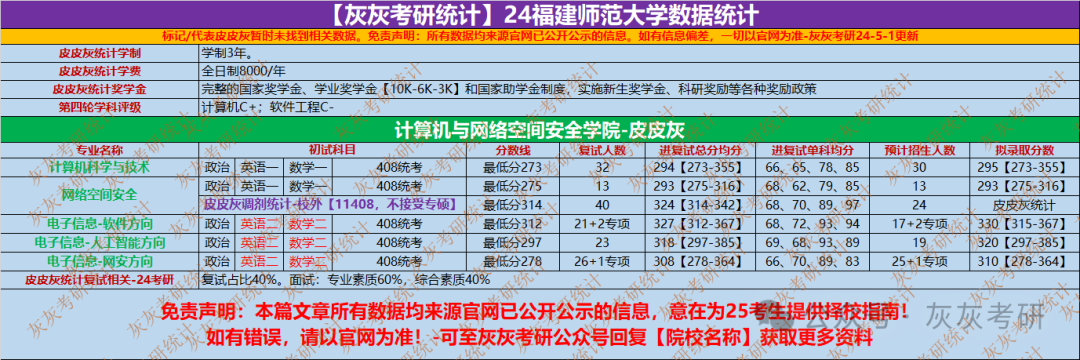 【灰灰考研统计】24福建师范大学数据统计
标记/代表皮皮灰暂时未找到相关数据。免责声明：所有数据均来源官网已公开公示的信息。如有信息偏差，一切以官网为准-灰灰考研24-5-1更新
皮皮灰统计学制 学制3年。
皮皮灰统计学费 全日制8000/年
皮皮灰统计奖学金 完整的国家奖学金、学业奖学金【10K-6K-3K】和国家助学金制度，实施新生奖学金、科研奖励等各种奖励政策
第四轮学科评级 计算机C+；软件工程C-
计算机与网络空间安全学院-皮皮灰
专业名称 初试科目 分数线 复试人数 进复试总分均分 进复试单科均分 预计招生人数 拟录取分数
计算机科学与技术 政治 英语一 数学一 408统考 最低分273 32 294【273-355】 66、65、78、85 30 295【273-355】
网络空间安全 政治 英语一 数学一 408统考 最低分275 13 293【275-316】 68、62、79、85 13 293【275-316】
皮皮灰调剂统计-校外【11408，不接受专硕】 最低分314 40 324【314-342】 68、70、89、97 24 皮皮灰统计
电子信息-软件方向 政治 英语二 数学二 408统考 最低分312 21+2专项 327【312-367】 68、72、93、94 17+2专项 330【315-367】
电子信息-人工智能方向 政治 英语二 数学二 408统考 最低分297 23 318【297-385】 69、68、93、89 19 320【297-385】
电子信息-网安方向 政治 英语二 数学二 408统考 最低分278 26+1专项 308【278-364】 66、70、89、83 25+1专项 310【278-364】
皮皮灰统计复试相关-24考研 复试占比40%。面试：专业素质60%，综合素质40%
免责声明：本篇文章所有数据均来源官网已公开公示的信息，意在为25考生提供择校指南！
如有错误，请以官网为准！-可至灰灰考研公众号回复【院校名称】获取更多资料
公众号 灰灰考研